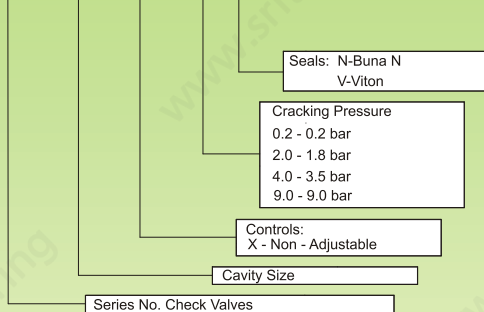 Seals: N-Buna N
V-Viton
Cracking Pressure
0.2 - 0.2 bar
2.0 - 1.8 bar
4.0 - 3.5 bar
9.0 - 9.0 bar
Controls:
X - Non - Adjustable
Cavity Size
Series No. Check Valves